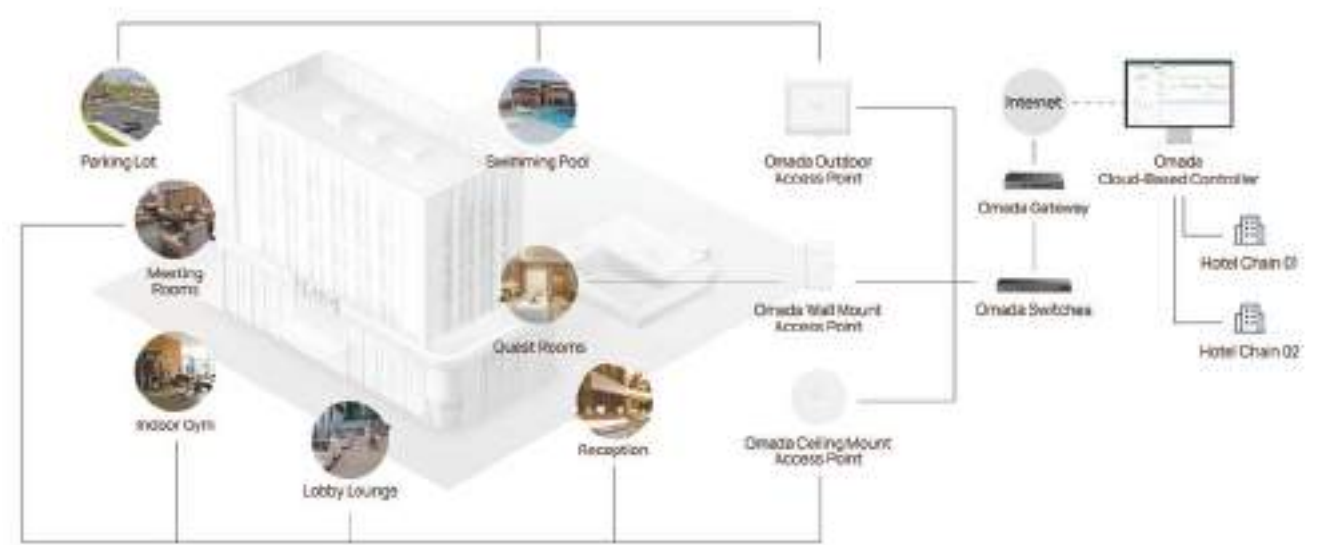 Parking Lot
Swimming Pool
Omada Outdoor
Access Point
Internet
Omada
Cloud-Based Controller
Omada Gateway
Meeting
Rooms
Hotel Chain 01
Guest Rooms
Omada Wall Mount
Access Point
Omada Switches
Hotel Chain 02
Indoor Gym
Lobby Lounge
Reception
Omada Ceiling Mount
Access Point